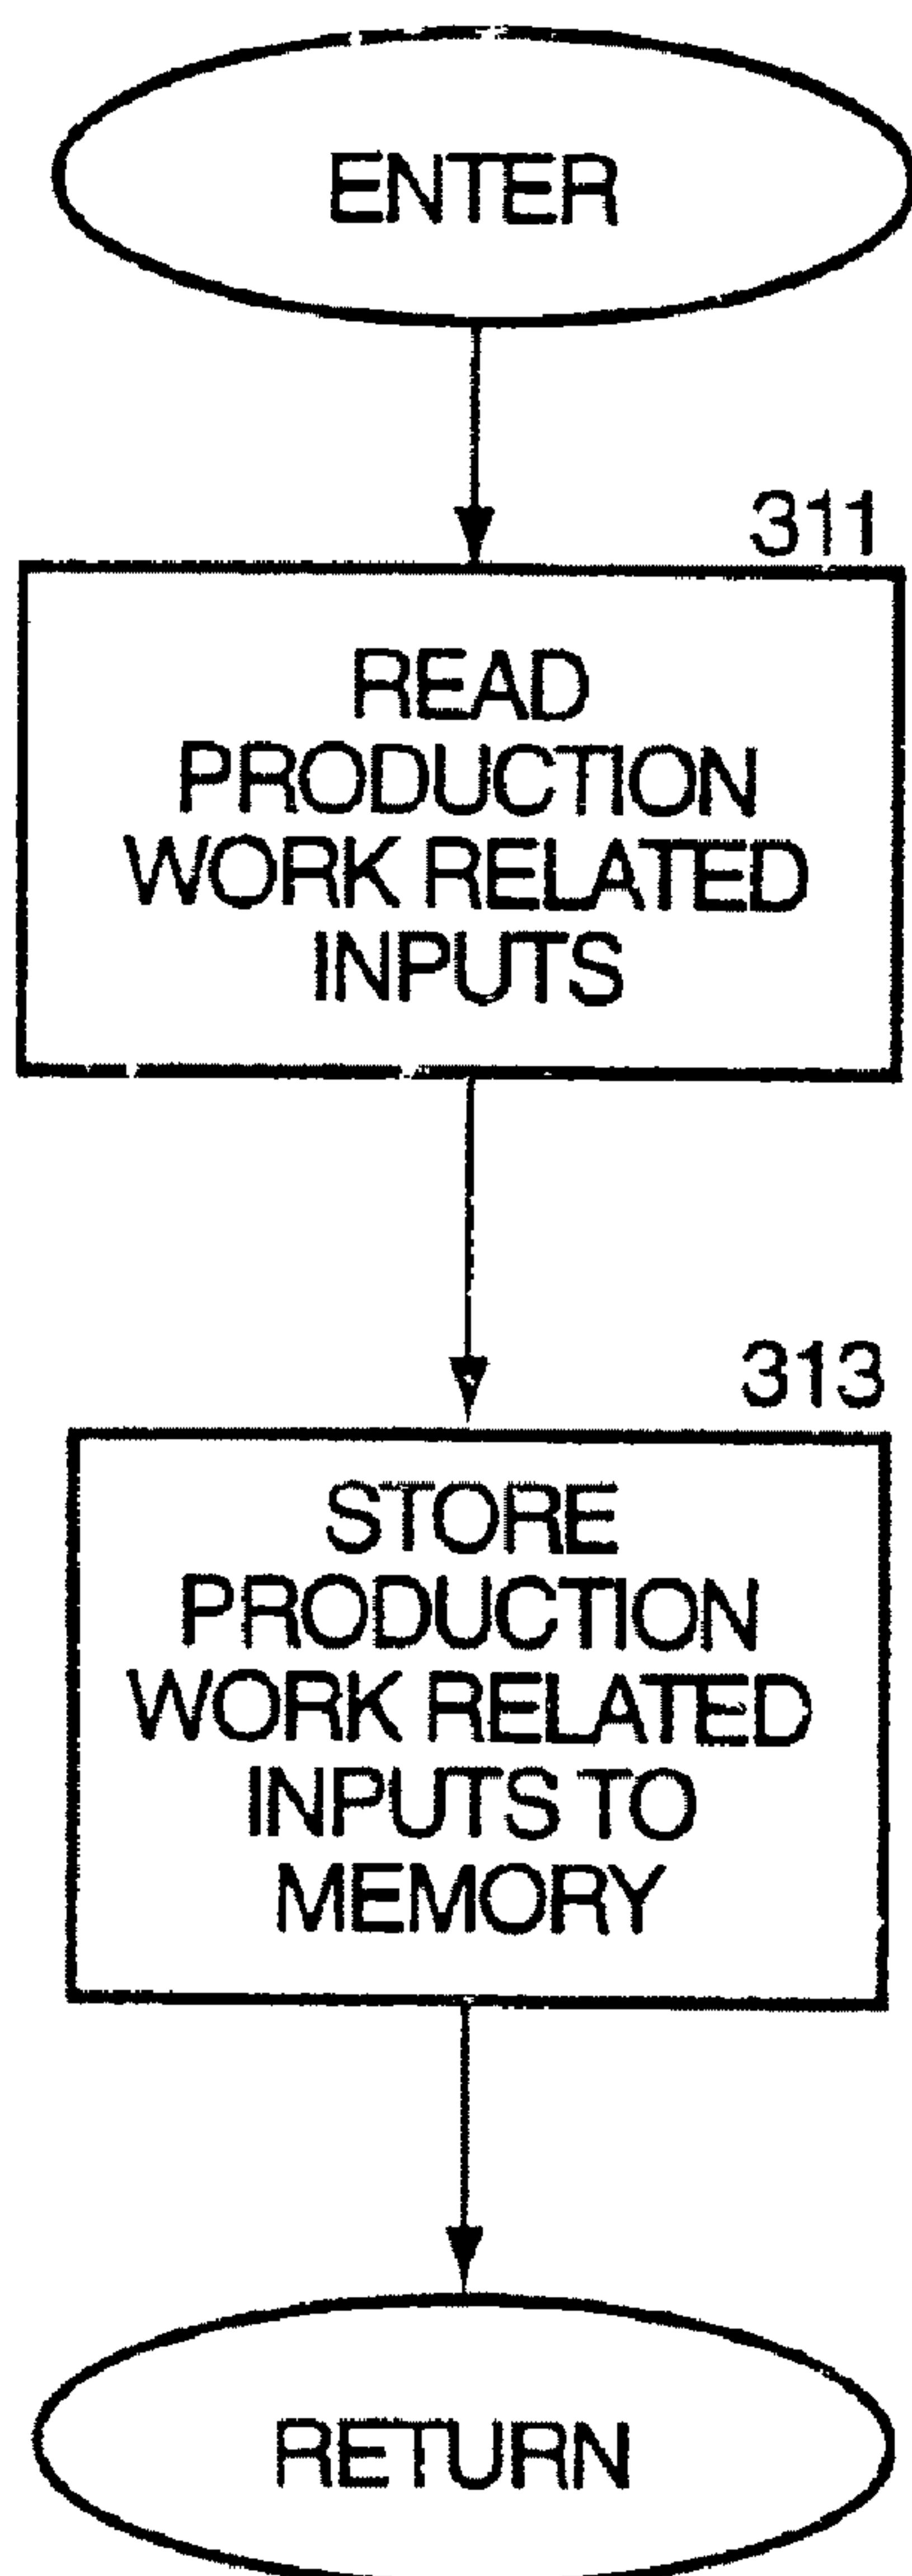 ENTER
311
READ
PRODUCTION
WORK RELATED
INPUTS
313
STORE
PRODUCTION
WORK RELATED
INPUTS TO
MEMORY
RETURN